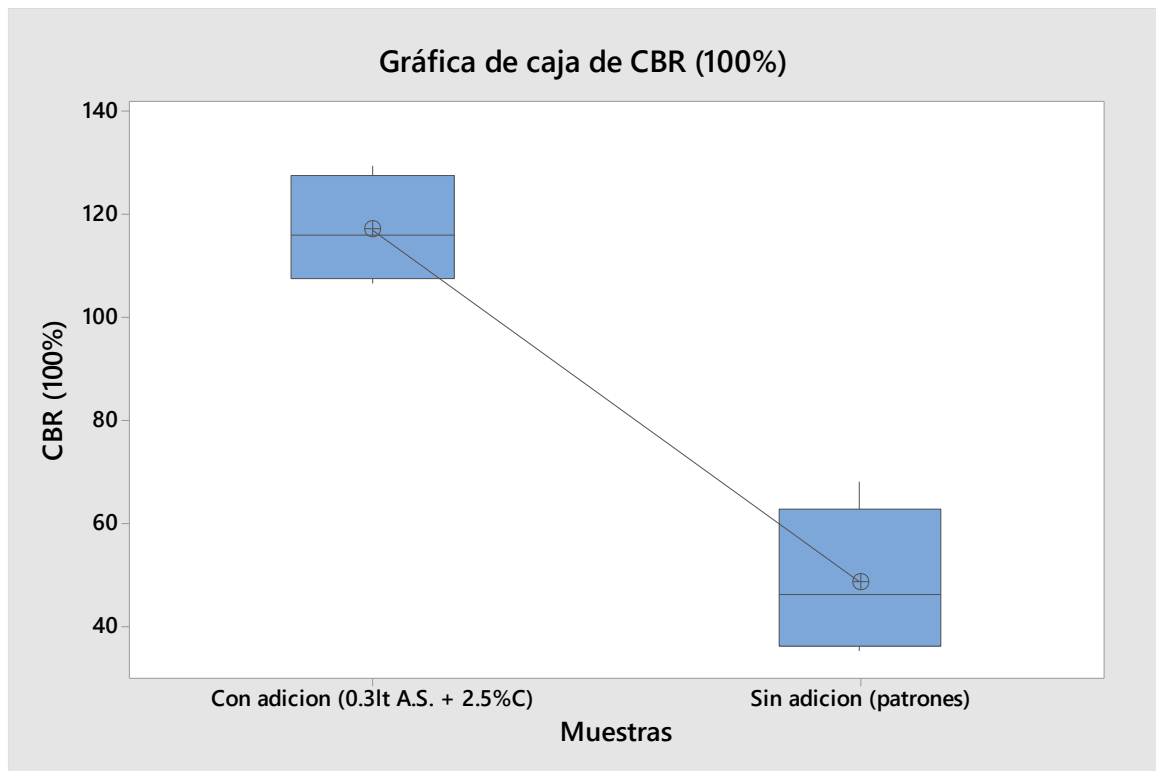 Gráfica de caja de CBR (100%)
140
120
100
80
60
40
CBR (100%)
Con adicion (0.3lt A.S. + 2.5%C)
Sin adicion (patrones)
Muestras